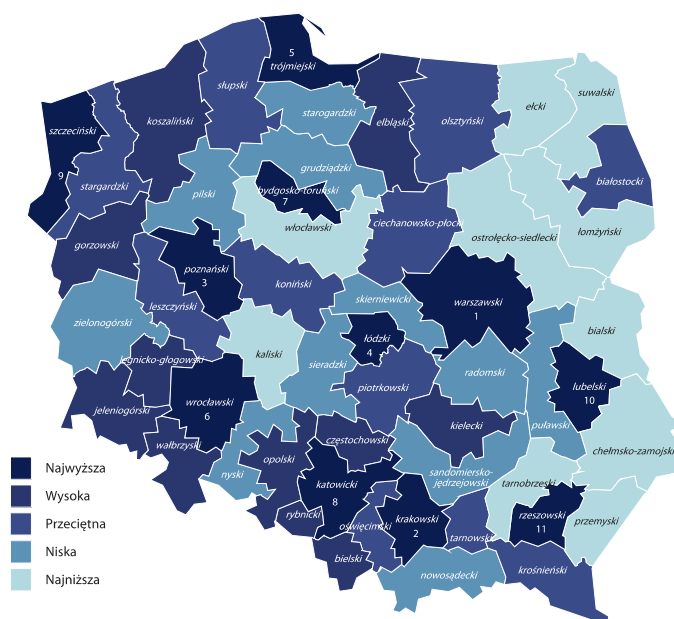 5
trójmiejski
słupski
suwalski
ełcki
koszaliński
starogardzki
elbląski
olsztyński
szczeciński
9
stargardzki
grudziądzki
białostocki
pilski
bydgosko-toruński
7
włocławski
ciechanowsko-płocki
ostrołęcko-siedlecki
łomżyński
gorzowski
poznański
3
leszczyński
koniński
skierniewicki
warszawski
1
zielonogórski
łódzki
4
bialski
legnicko-głogowski
kaliski
sieradzki
piotrkowski
radomski
lubelski
10
wrocławski
6
jeleniogórski
kielecki
puławski
wałbrzyski
częstochowski
chełmsko-zamojski
opolski
nyski
katowicki
8
sandomiersko-
jędrzejowski
tarnobrzeski
rybnicki
oświęcimski
krakowski
2
rzeszowski
11
przemyski
tarnowski
bielski
nowosądecki
krośnieński
Najwyższa
Wysoka
Przeciętna
Niska
Najniższa